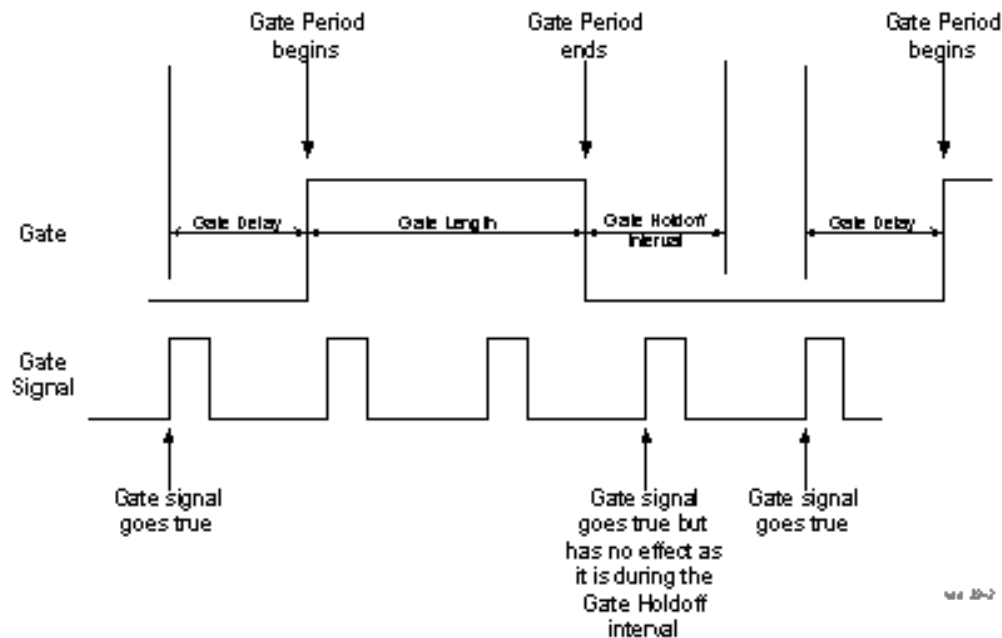 Gate Period
begins
Gate Period
ends
Gate Period
begins
Gate
Gate Delay
Gate Length
Gate Holdoff
Interval
Gate Delay
Gate
Signal
Gate signal
goes true
Gate signal
goes true but
has no effect as
it is during the
Gate Holdoff
interval
Gate signal
goes true